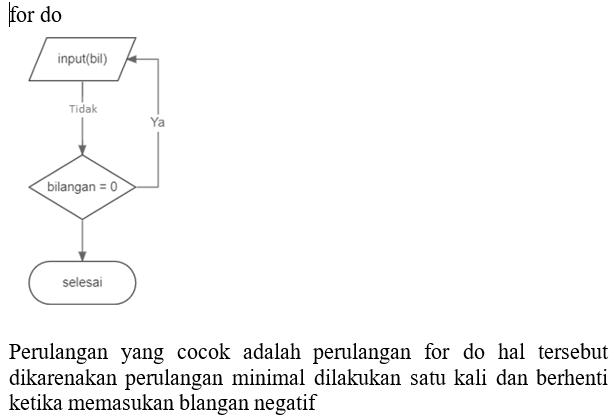 for do
input(bil)
Tidak
Ya
bilangan = 0
selesai
Perulangan yang cocok adalah perulangan for do hal tersebut
dikarenakan perulangan minimal dilakukan satu kali dan berhenti
ketika memasukan blangan negatif